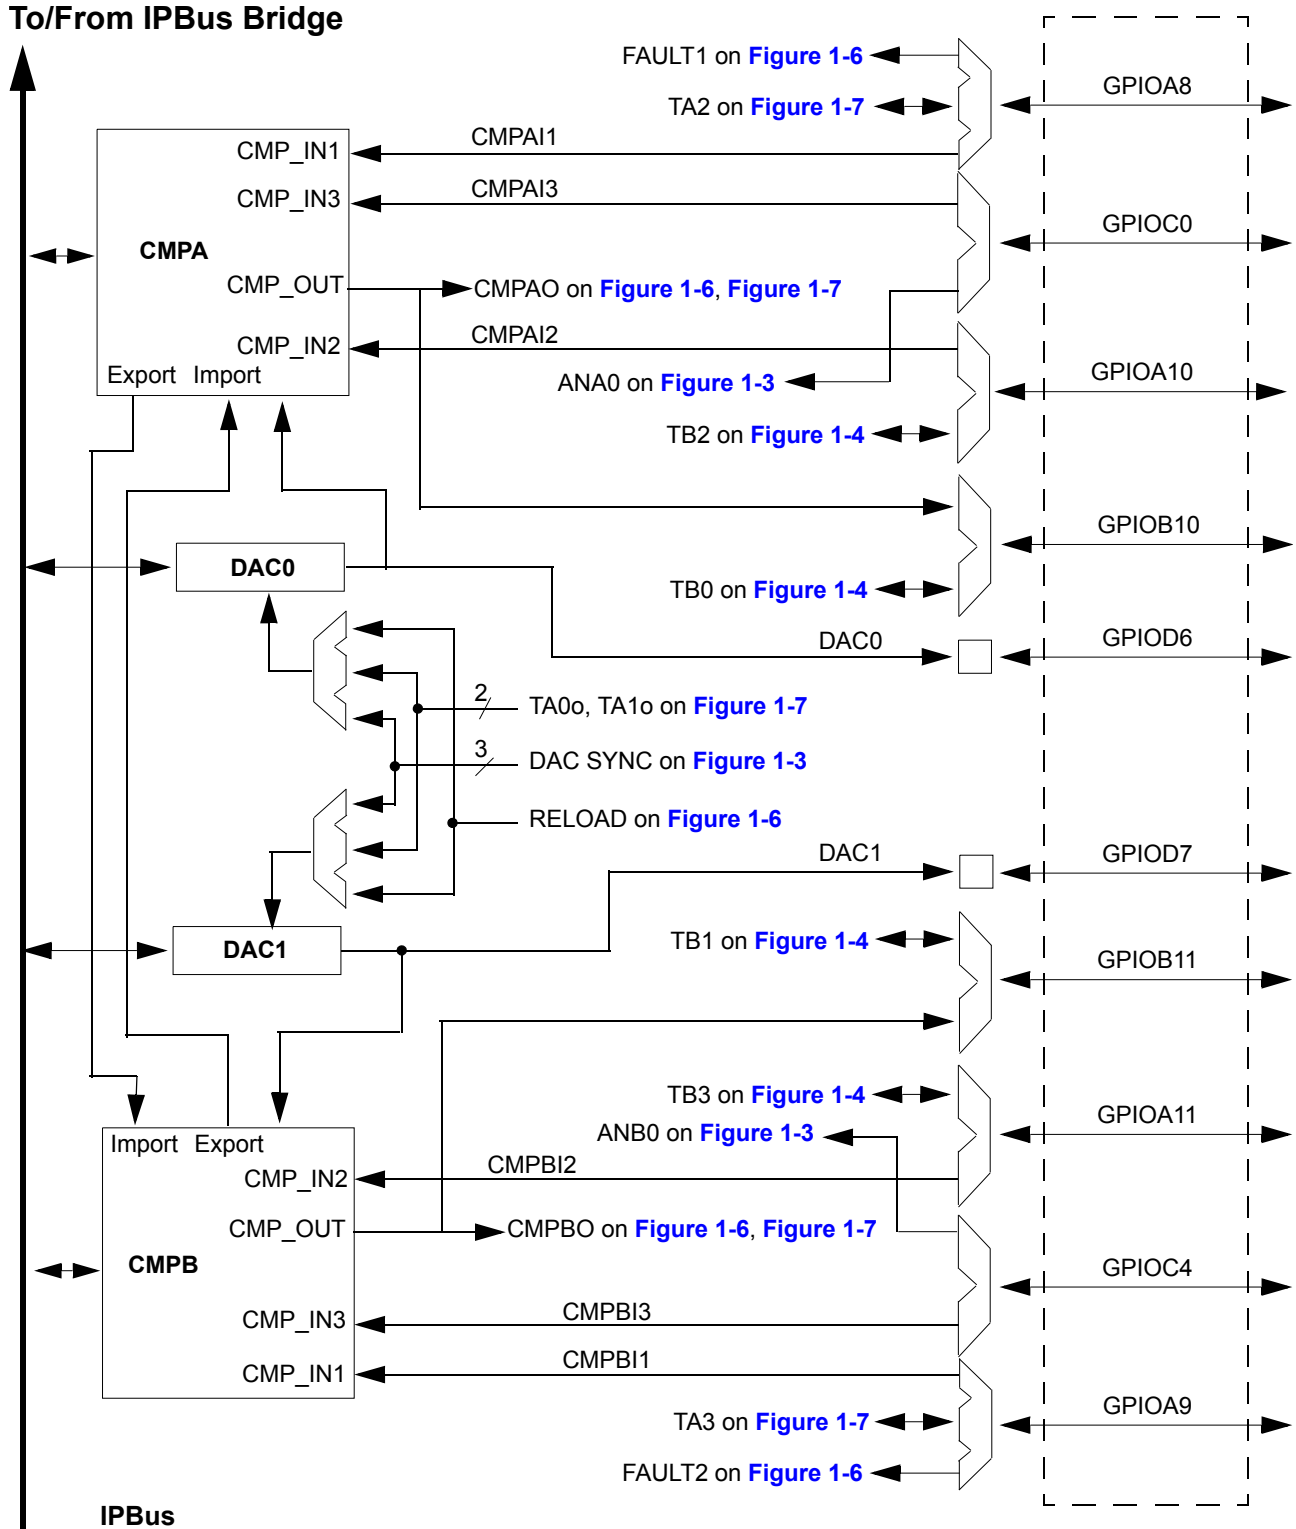 To/From IPBus Bridge
FAULT1 on Figure 1-6
GPIOA8
TA2 on Figure 1-7
CMPAI1
CMP_IN1
CMPAI3
CMP_IN3
GPIOC0
CMPA
CMP_OUT
CMPAO on Figure 1-6, Figure 1-7
CMPAI2
CMP_IN2
Export Import
ANA0 on Figure 1-3
GPIOA10
TB2 on Figure 1-4
GPIOB10
DAC0
TB0 on Figure 1-4
DAC0
GPIOD6
2
TA0o, TA1o on Figure 1-7
3
DAC SYNC on Figure 1-3
RELOAD on Figure 1-6
DAC1
GPIOD7
TB1 on Figure 1-4
DAC1
GPIOB11
TB3 on Figure 1-4
GPIOA11
ANB0 on Figure 1-3
Import Export
CMPBI2
CMP_IN2
CMP_OUT
CMPBO on Figure 1-6, Figure 1-7
CMPB
GPIOC4
CMPBI3
CMP_IN3
CMPBI1
CMP_IN1
GPIOA9
TA3 on Figure 1-7
FAULT2 on Figure 1-6
IPBus